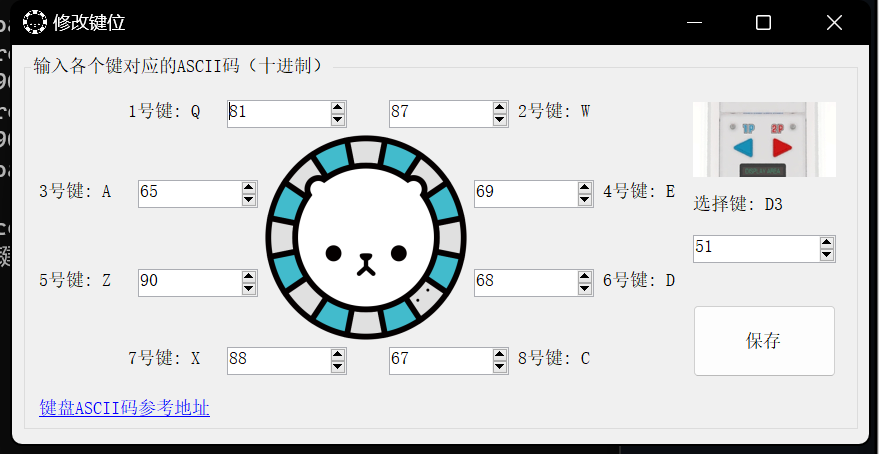 修改键位
输入各个键对应的ASCII码（十进制）
1号键: Q 81 87 2号键: W
1P 2P
DISPLAY AREA
3号键: A 65 69 4号键: E
选择键: D3
51
5号键: Z 90 68 6号键: D
保存
7号键: X 88 67 8号键: C
键盘ASCII码参考地址